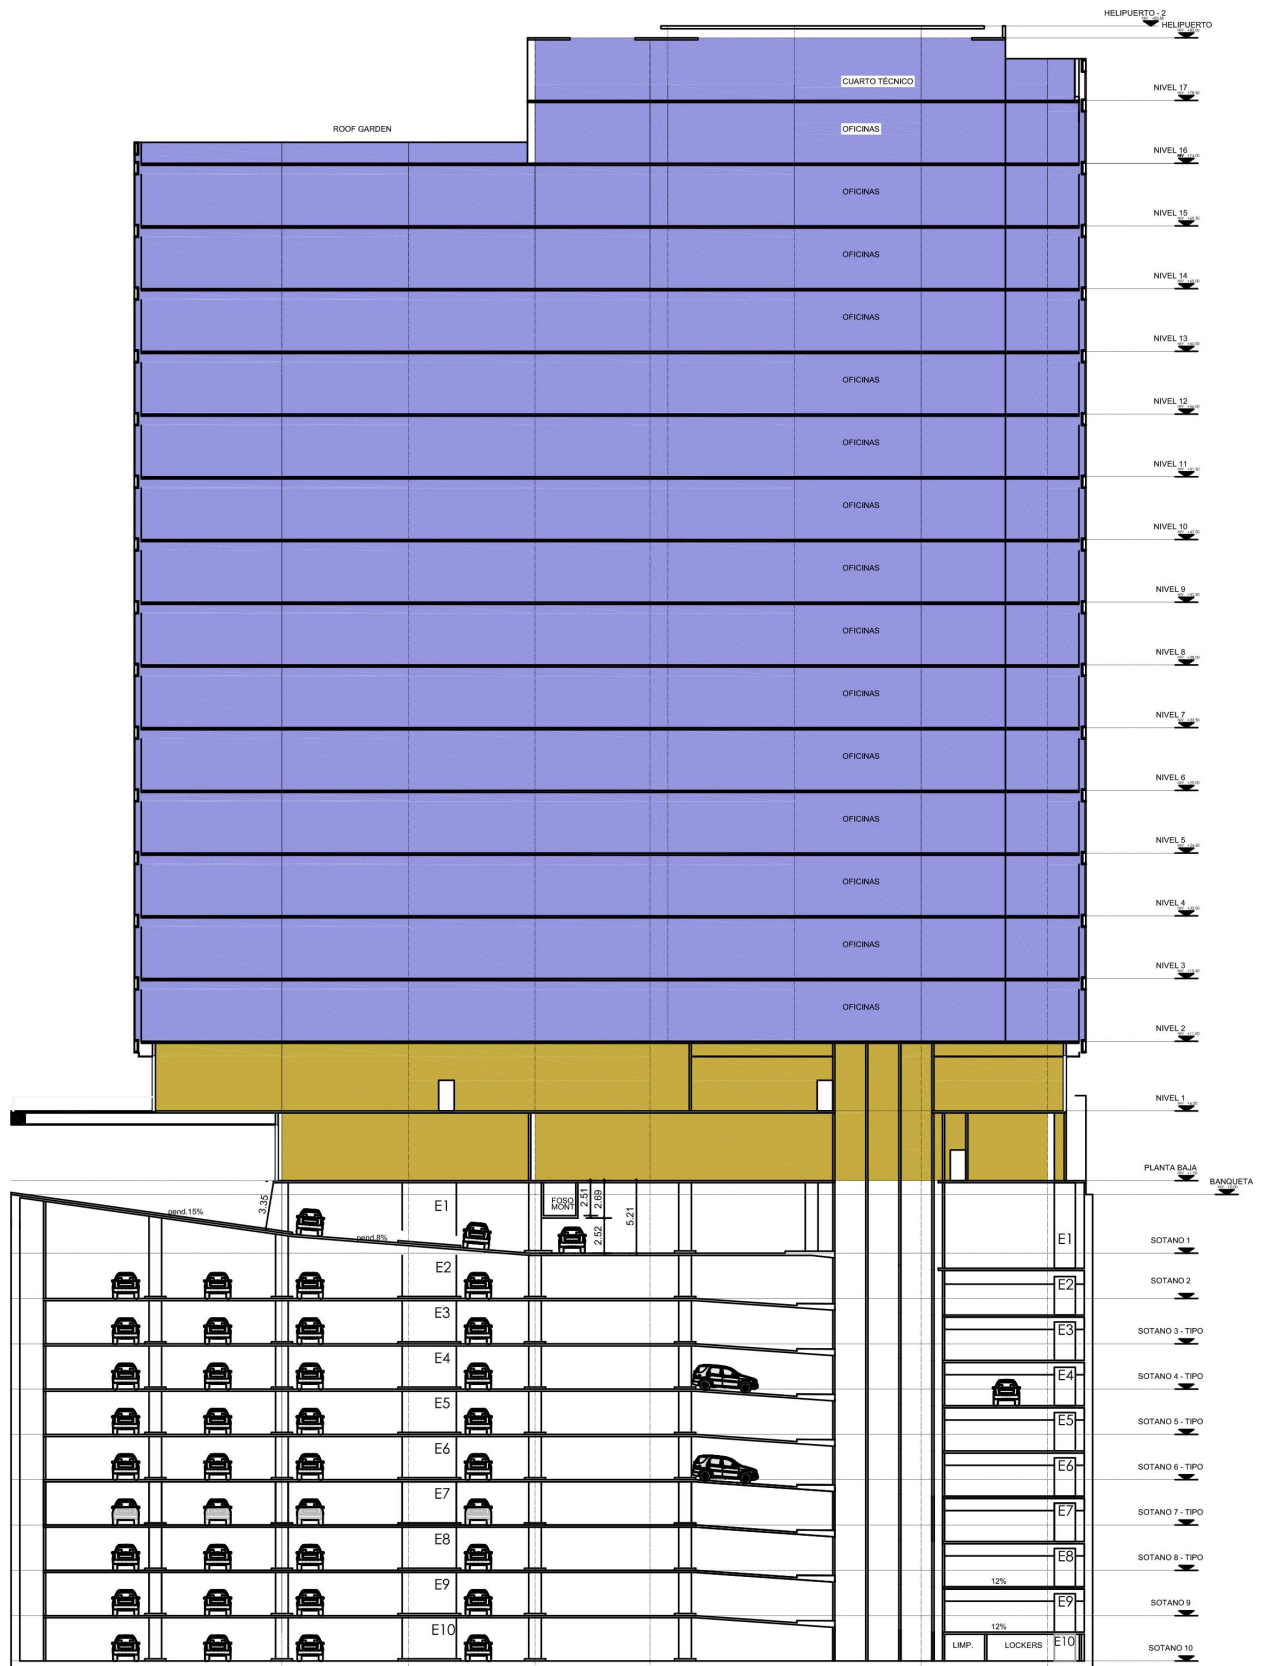 HELIPUERTO - 2
HELIPUERTO
CUARTO TÉCNICO
NIVEL 17
ROOF GARDEN
OFICINAS
NIVEL 16
OFICINAS
NIVEL 15
OFICINAS
NIVEL 14
OFICINAS
NIVEL 13
OFICINAS
NIVEL 12
OFICINAS
NIVEL 11
OFICINAS
NIVEL 10
OFICINAS
NIVEL 9
OFICINAS
NIVEL 8
OFICINAS
NIVEL 7
OFICINAS
NIVEL 6
OFICINAS
NIVEL 5
OFICINAS
NIVEL 4
OFICINAS
NIVEL 3
OFICINAS
NIVEL 2
NIVEL 1
PLANTA BAJA
BANQUETA
3.35
pend.15%
pend.8%
E1
FOSO
MONT
2.51
2.69
2.52
5.21
E1
SOTANO 1
E2
E2
SOTANO 2
E3
E3
SOTANO 3 - TIPO
E4
E4
SOTANO 4 - TIPO
E5
E5
SOTANO 5 - TIPO
E6
E6
SOTANO 6 - TIPO
E7
E7
SOTANO 7 - TIPO
E8
E8
SOTANO 8 - TIPO
12%
E9
E9
SOTANO 9
12%
E10
LIMP.
LOCKERS
E10
SOTANO 10